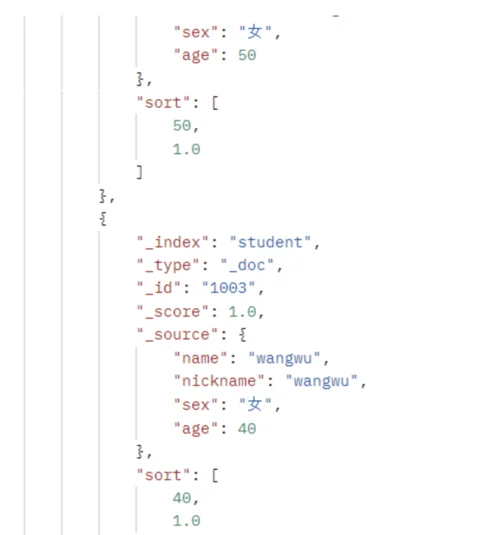 "sex": "女",
"age": 50
},
"sort": [
50,
1.0
]
},
{
"_index": "student",
"_type": "_doc",
"_id": "1003",
"_score": 1.0,
"_source": {
"name": "wangwu",
"nickname": "wangwu",
"sex": "女",
"age": 40
},
"sort": [
40,
1.0